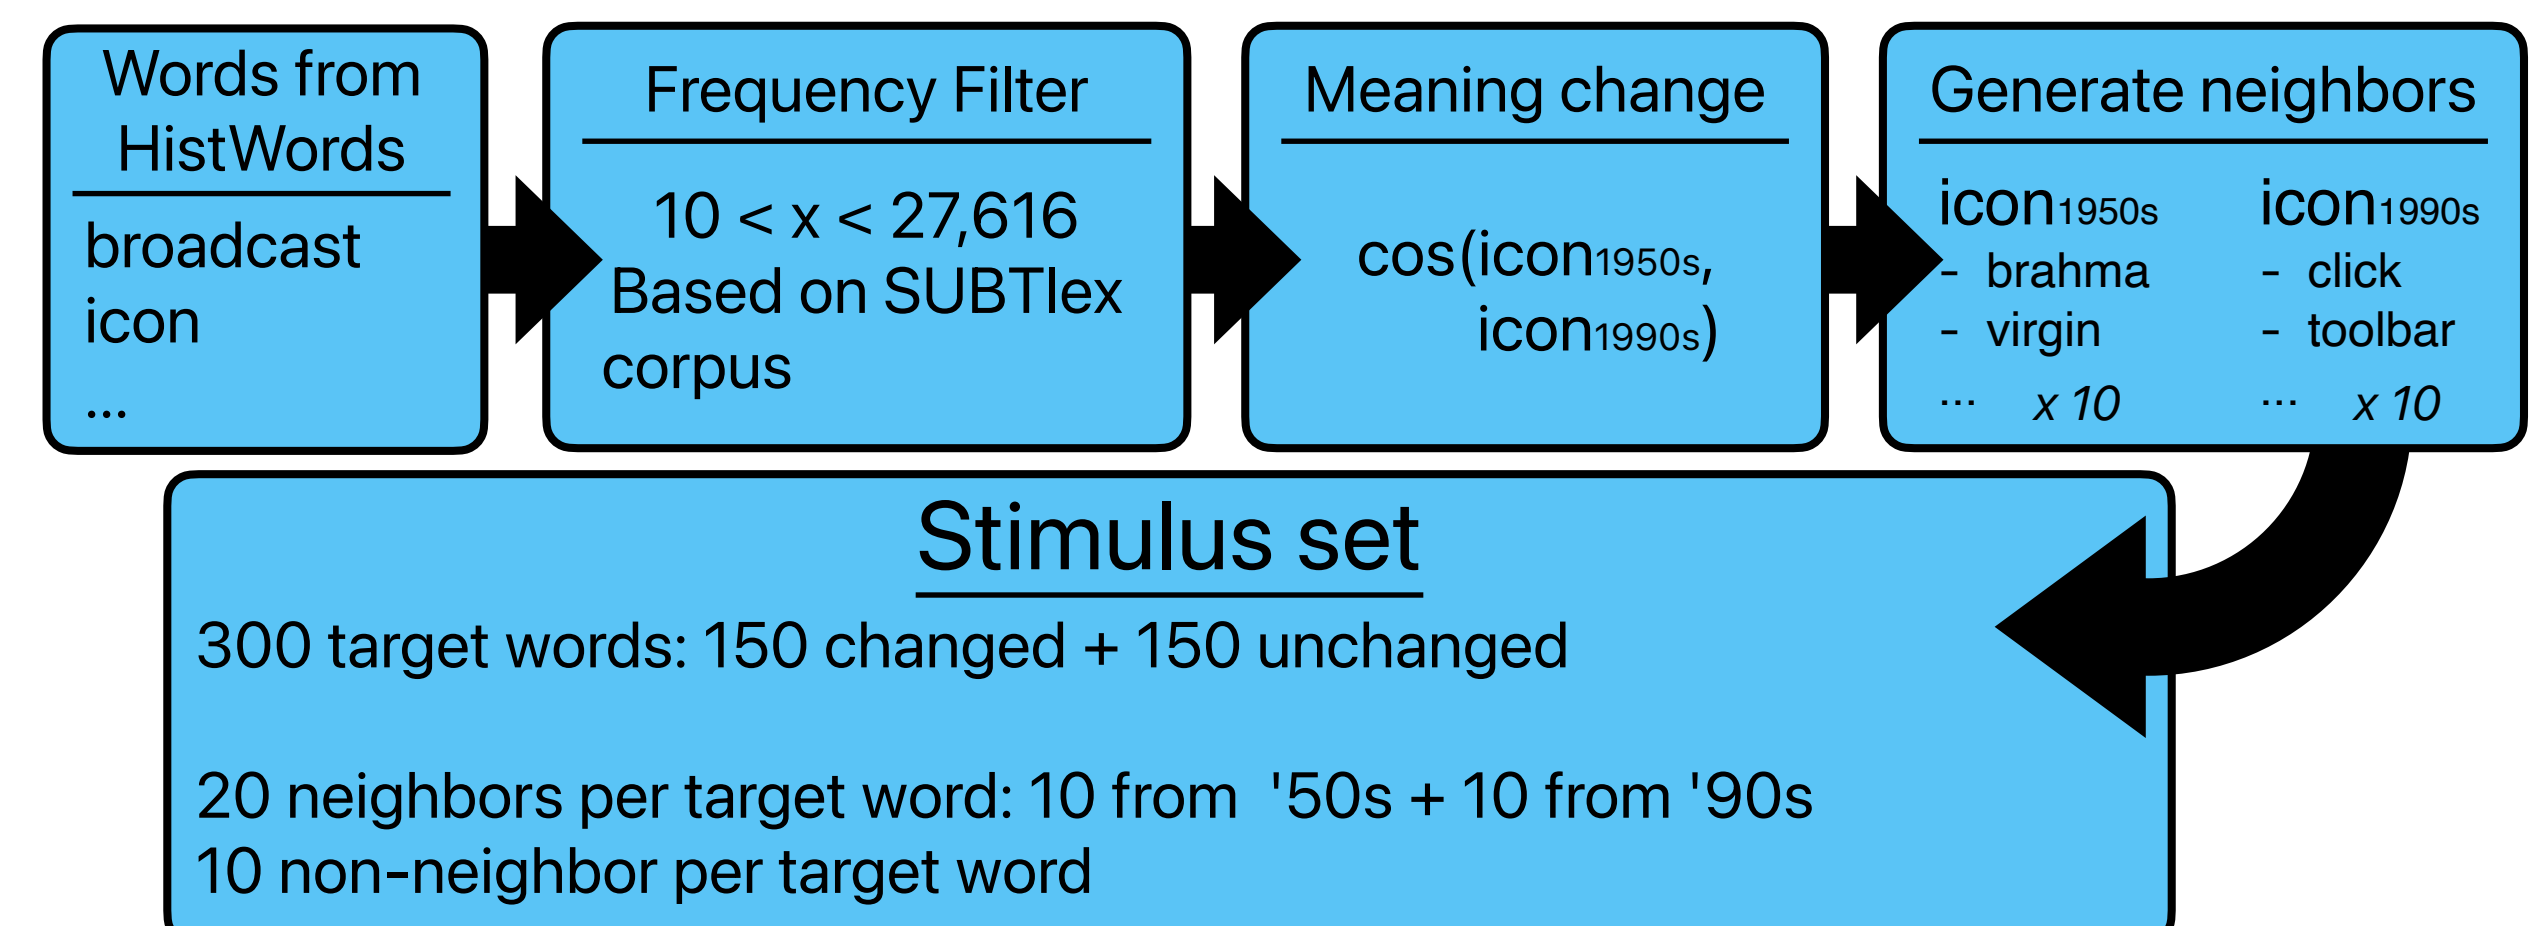 Words from
HistWords
broadcast
icon
...
Frequency Filter
10 < x < 27,616
Based on SUBTlex
corpus
Meaning change
cos(icon1950s,
icon1990s)
Generate neighbors
icon1950s icon1990s
- brahma - click
- virgin - toolbar
... x 10 ... x 10
Stimulus set
300 target words: 150 changed + 150 unchanged
20 neighbors per target word: 10 from '50s + 10 from '90s
10 non-neighbor per target word